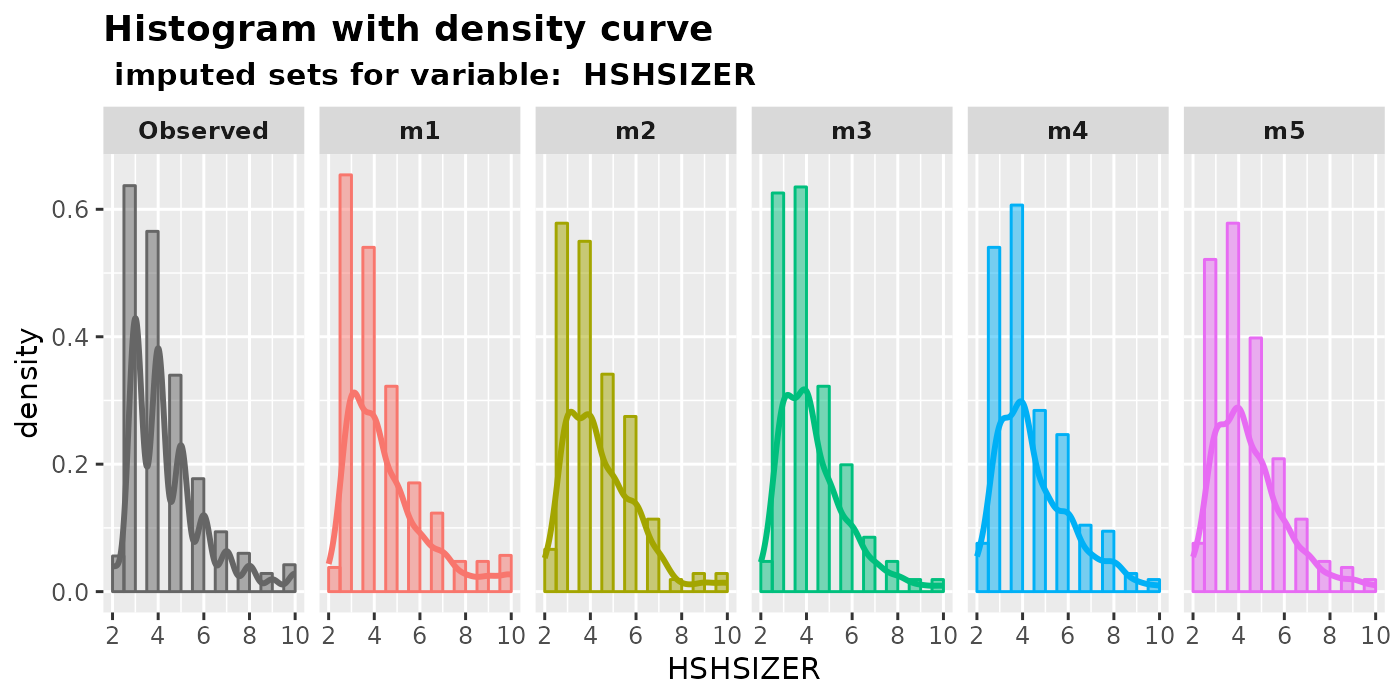 Histogram with density curve
imputed sets for variable:  HSHSIZER
Observed m1 m2 m3 m4 m5
density
0.6
0.4
0.2
0.0
2 4 6 8 10 2 4 6 8 10 2 4 6 8 10 2 4 6 8 10 2 4 6 8 10 2 4 6 8 10
HSHSIZER